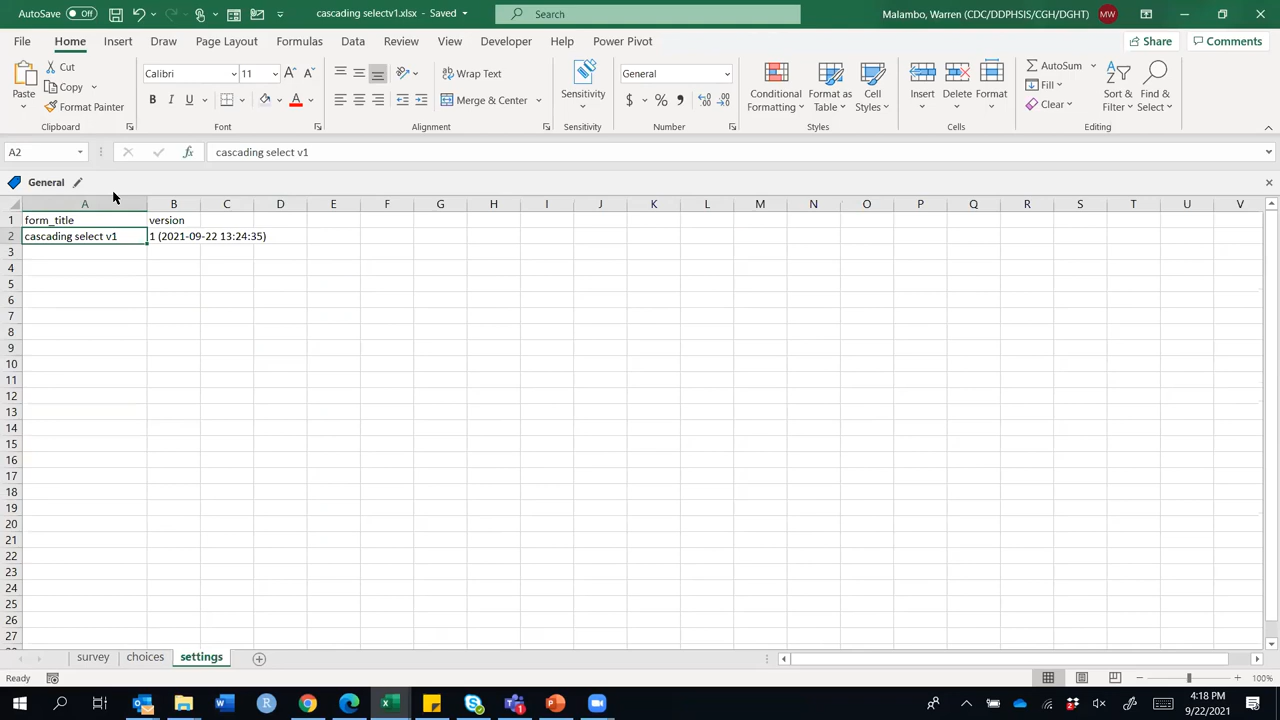 AutoSave Off cascading selectv1.xlsx - Saved Search Malambo, Warren (CDC/DDPHSIS/CGH/DGHT) MW
File Home Insert Draw Page Layout Formulas Data Review View Developer Help Power Pivot Share Comments
Paste Cut Copy Format Painter Clipboard
Calibri 11 B I U A Font
Wrap Text Merge & Center Alignment
Sensitivity Sensitivity
General $ % Number
Conditional Formatting Format as Table Cell Styles Styles
Insert Delete Format Cells
AutoSum Fill Clear Sort & Filter Find & Select Editing
A2 fx cascading select v1
General
A B C D E F G H I J K L M N O P Q R S T U V
1 form_title version
2 cascading select v1 1 (2021-09-22 13:24:35)
3
4
5
6
7
8
9
10
11
12
13
14
15
16
17
18
19
20
21
22
23
24
25
26
27
survey choices settings
Ready 100%
4:18 PM
9/22/2021